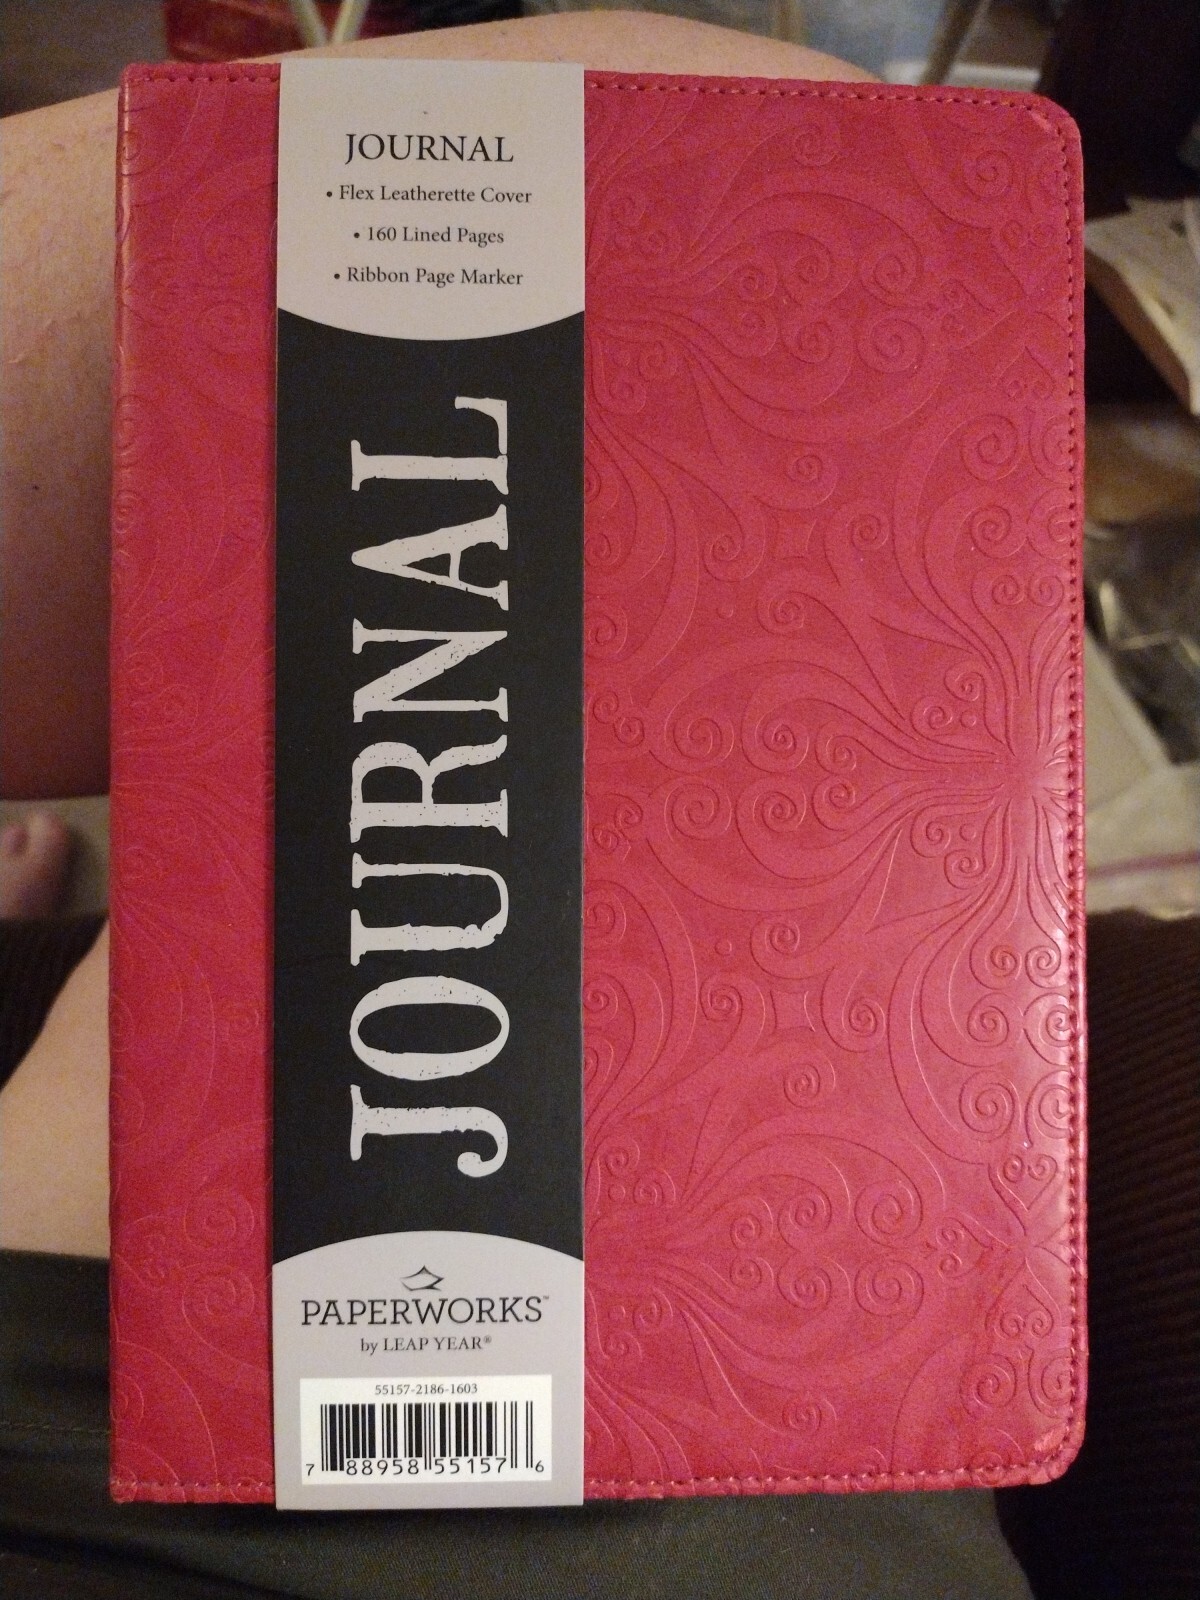 JOURNAL
• Flex Leatherette Cover
• 160 Lined Pages
• Ribbon Page Marker
JOURNAL
PAPERWORKS™
by LEAP YEAR®
55157-2186-1603
7 88958 55157 6